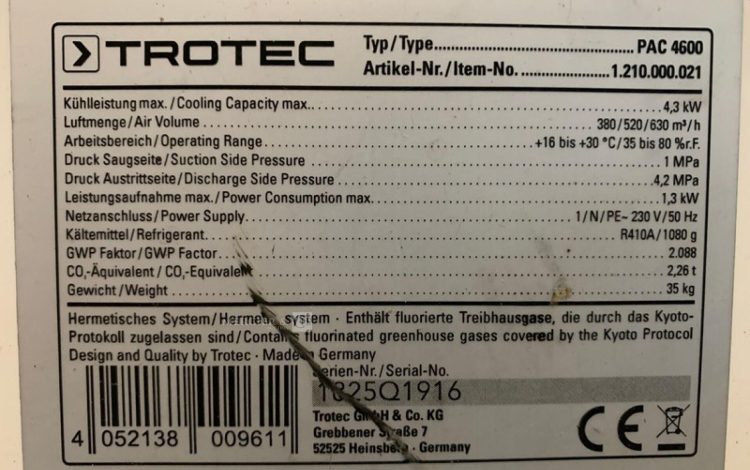 TROTEC
Typ/Type.................................. PAC 4600
Artikel-Nr./Item-No. ................1.210.000.021
Kühlleistung max./Cooling Capacity max. ........ 4,3 kW
Luftmenge/Air Volume ........ 380/520/630 m³/h
Arbeitsbereich/Operating Range ........ +16 bis +30 °C/35 bis 80 %r.F.
Druck Saugseite/Suction Side Pressure ........ 1 MPa
Druck Austrittseite/Discharge Side Pressure ........ 4,2 MPa
Leistungsaufnahme max./Power Consumption max. ........ 1,3 kW
Netzanschluss/Power Supply ........ 1/N/PE~ 230 V/50 Hz
Kältemittel/Refrigerant ........ R410A/1080 g
GWP Faktor/GWP Factor ........ 2.088
CO₂-Äquivalent/CO₂-Equivalent ........ 2,26 t
Gewicht/Weight ........ 35 kg
Hermetisches System/Hermetic system · Enthält fluorierte Treibhausgase, die durch das Kyoto-
Protokoll zugelassen sind/Contains fluorinated greenhouse gases covered by the Kyoto Protocol
Design and Quality by Trotec · Made in Germany
Serien-Nr./Serial-No.
1825Q1916
Trotec GmbH & Co. KG
Grebbener Straße 7
52525 Heinsberg · Germany
4 052138 009611
CE